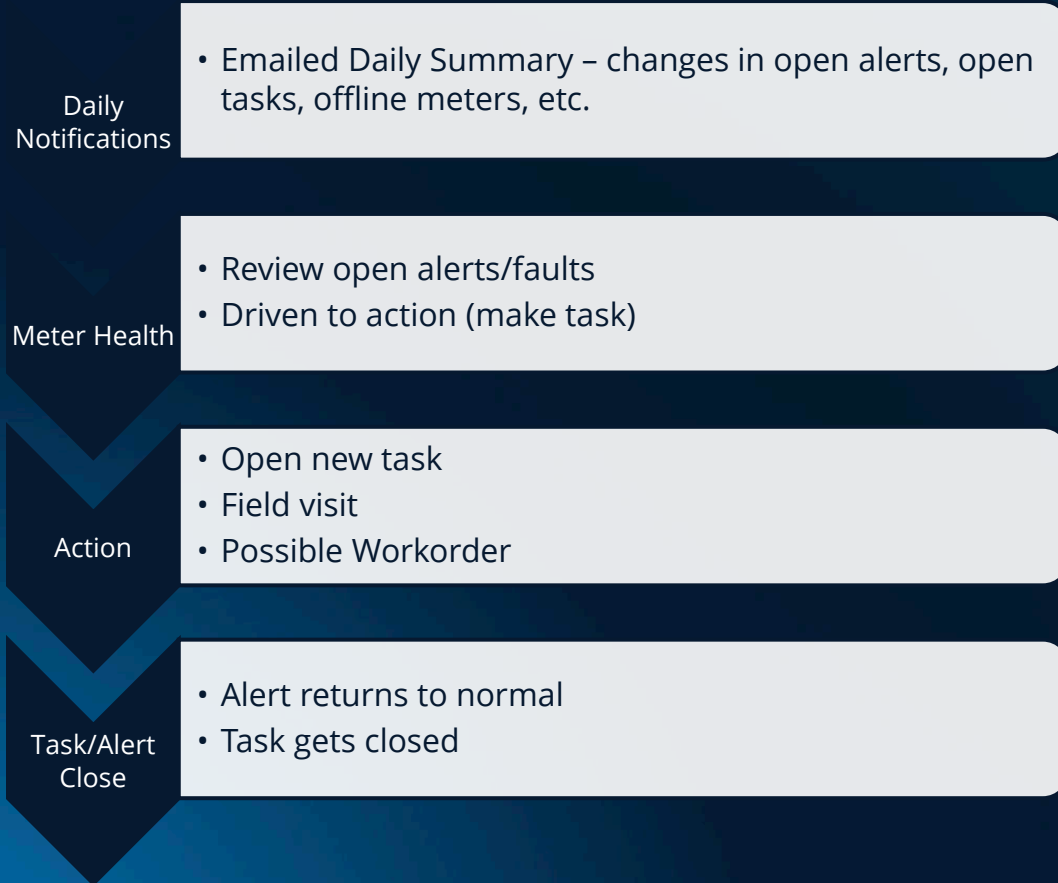 Daily
Notifications
• Emailed Daily Summary – changes in open alerts, open
tasks, offline meters, etc.
Meter Health
• Review open alerts/faults
• Driven to action (make task)
Action
• Open new task
• Field visit
• Possible Workorder
Task/Alert
Close
• Alert returns to normal
• Task gets closed